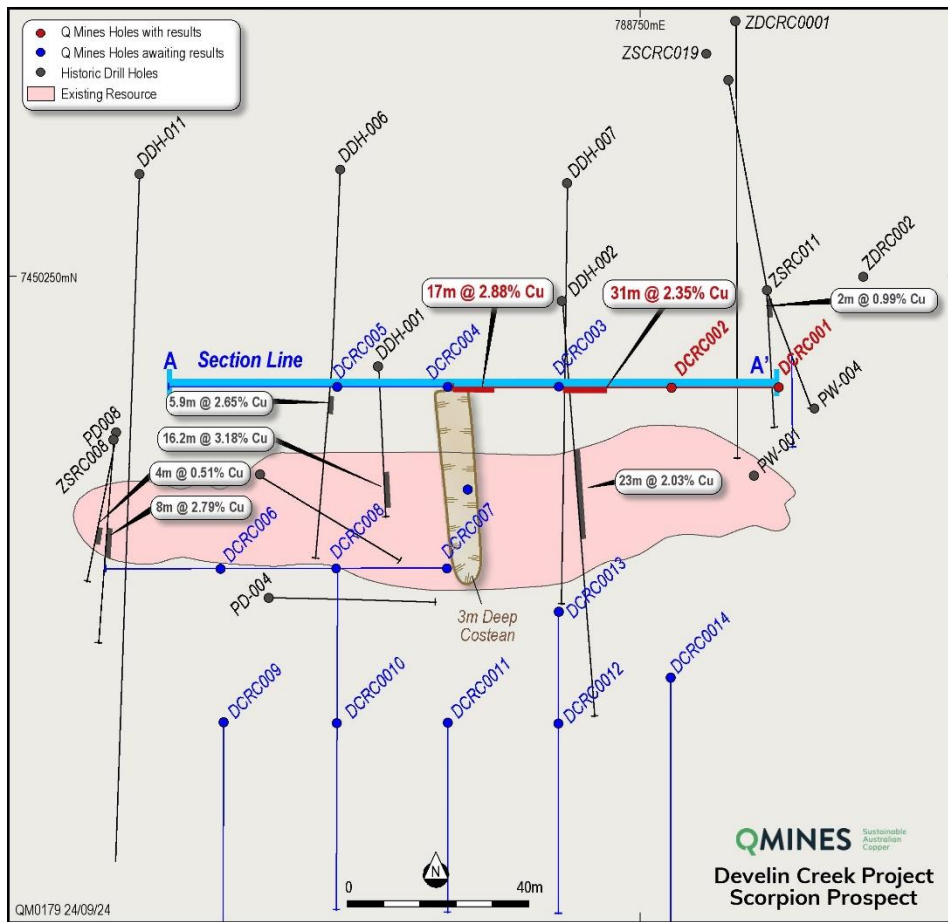 Q Mines Holes with results
Q Mines Holes awaiting results
Historic Drill Holes
Existing Resource
788750mE
ZDCRC0001
ZSCRC019
DDH-011
DDH-006
DDH-007
7450250mN
DDH-002
ZSRC011
ZDRC002
17m @ 2.88% Cu
31m @ 2.35% Cu
2m @ 0.99% Cu
A
Section Line
DCRC005
DDH-001
DCRC004
DCRC003
DCRC002
A'
DCRC001
PW-004
5.9m @ 2.65% Cu
PD008
ZSRC008
16.2m @ 3.18% Cu
4m @ 0.51% Cu
8m @ 2.79% Cu
23m @ 2.03% Cu
PW-001
DCRC006
DCRC008
DCRC007
PD-004
3m Deep
Costean
DCRC0013
DCRC0014
DCRC009
DCRC0010
DCRC0011
DCRC0012
0
40m
QMINES
Sustainable
Australian
Copper
Develin Creek Project
Scorpion Prospect
QM0179 24/09/24